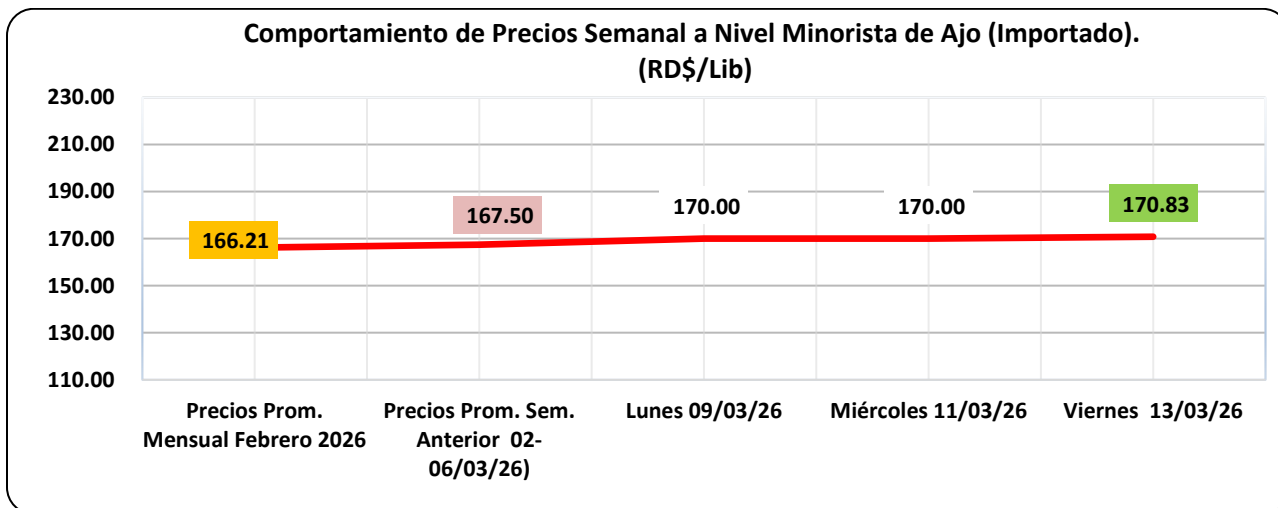 Comportamiento de Precios Semanal a Nivel Minorista de Ajo (Importado).
(RD$/Lib)
230.00
210.00
190.00
170.00
150.00
130.00
110.00
166.21
167.50
170.00
170.00
170.83
Precios Prom.
Mensual Febrero 2026
Precios Prom. Sem.
Anterior 02-
06/03/26)
Lunes 09/03/26
Miércoles 11/03/26
Viernes 13/03/26